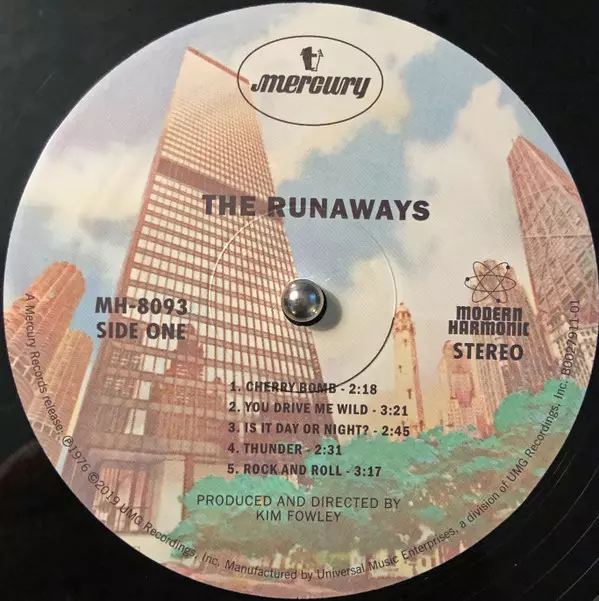 mercury
THE RUNAWAYS
MH-8093
SIDE ONE
MODERN
HARMONIC
STEREO
1. CHERRY BOMB - 2:18
2. YOU DRIVE ME WILD - 3:21
3. IS IT DAY OR NIGHT? - 2:45
4. THUNDER - 2:31
5. ROCK AND ROLL - 3:17
PRODUCED AND DIRECTED BY
KIM FOWLEY
A Mercury Records release; ℗1976 ©2019 UMG Recordings, Inc. Manufactured by Universal Music Enterprises, a division of UMG Recordings, Inc. B0022911-01